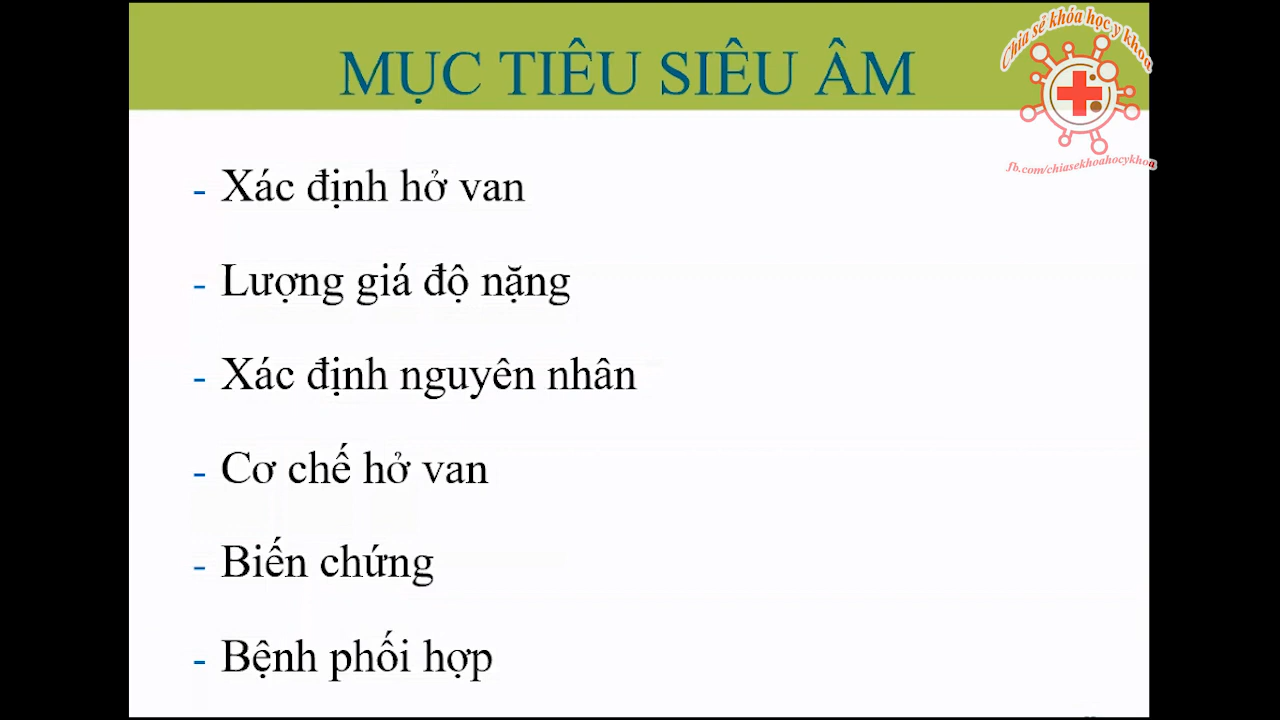 MỤC TIÊU SIÊU ÂM
Chia sẻ khóa học y khoa
fb.com/chiasekhoahocykhoa
- Xác định hở van
- Lượng giá độ nặng
- Xác định nguyên nhân
- Cơ chế hở van
- Biến chứng
- Bệnh phối hợp